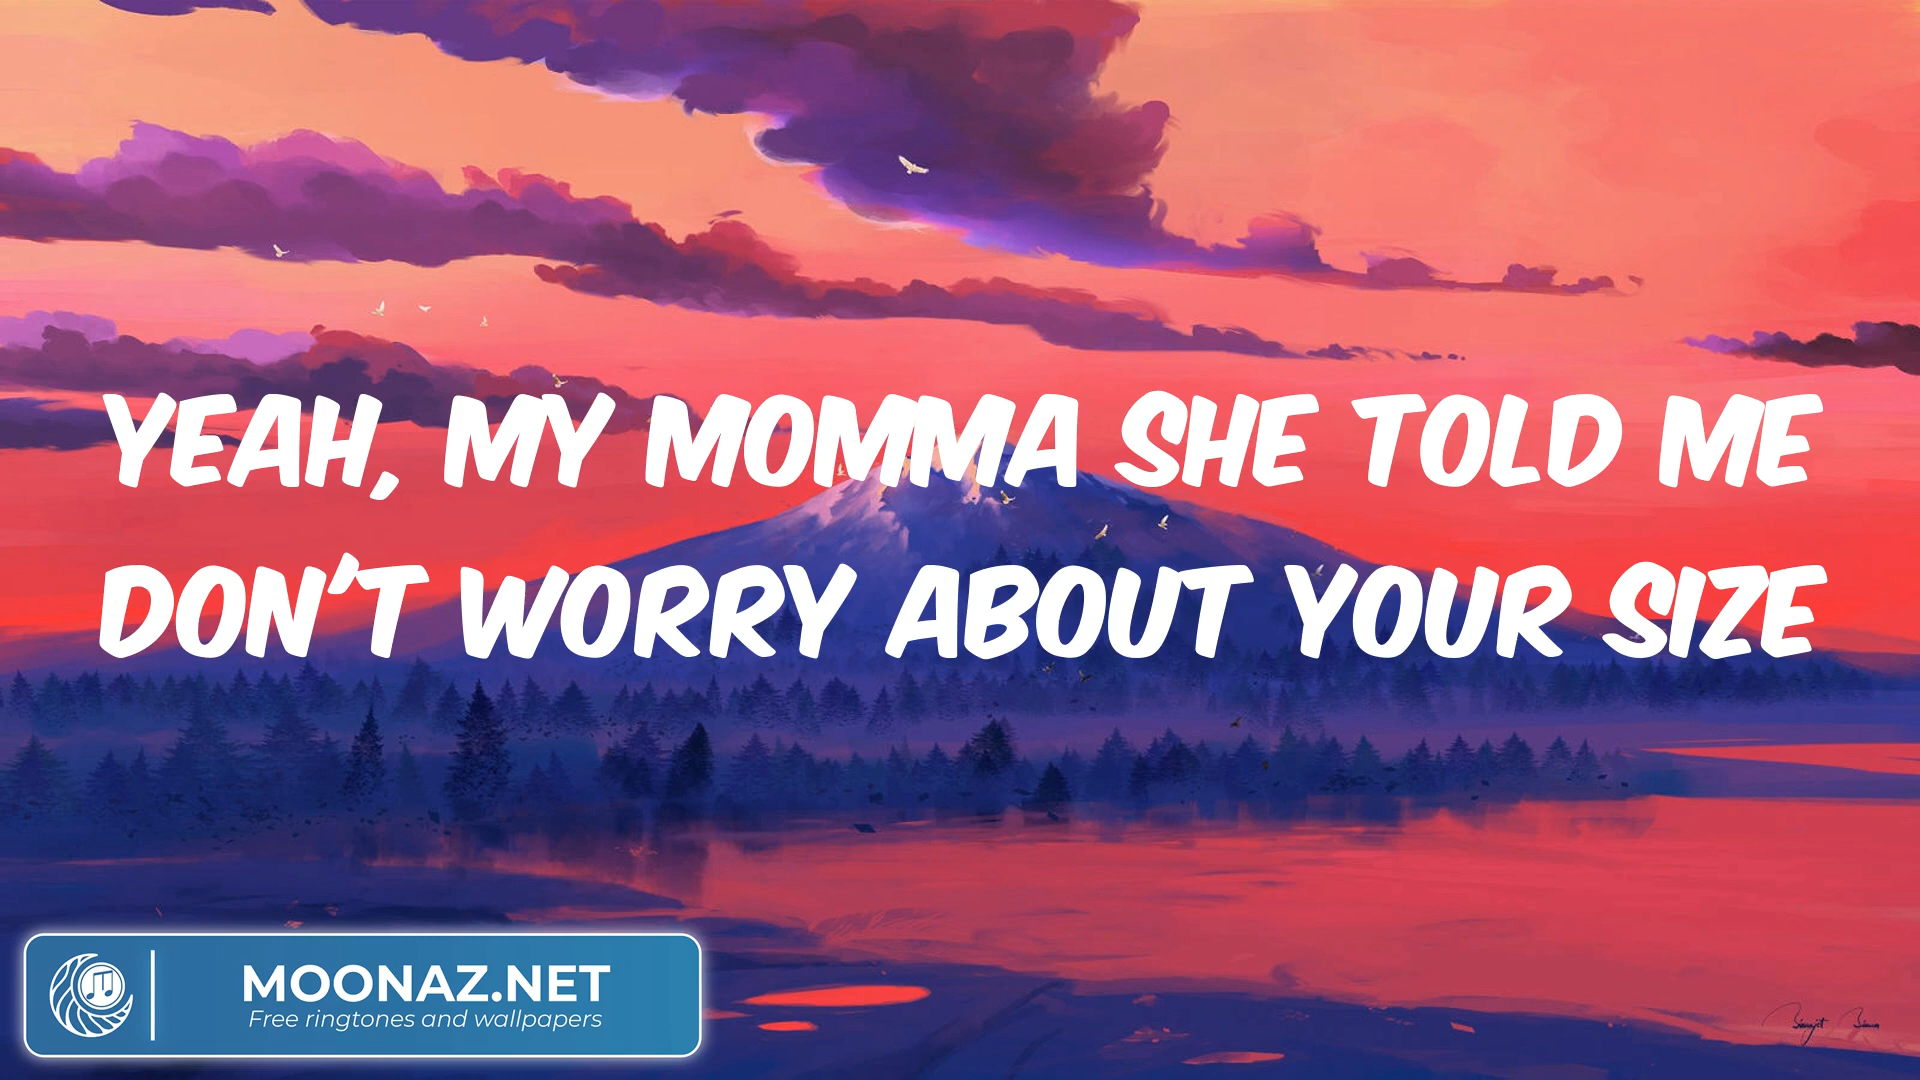 YEAH, MY MOMMA SHE TOLD ME
DON'T WORRY ABOUT YOUR SIZE
MOONAZ.NET
Free ringtones and wallpapers